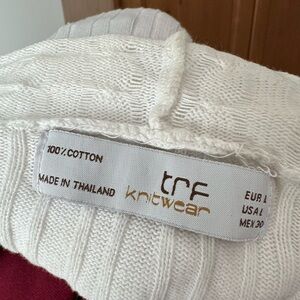 100% COTTON
MADE IN THAILAND
trf
knitwear
EUR L
USA L
MEX 30